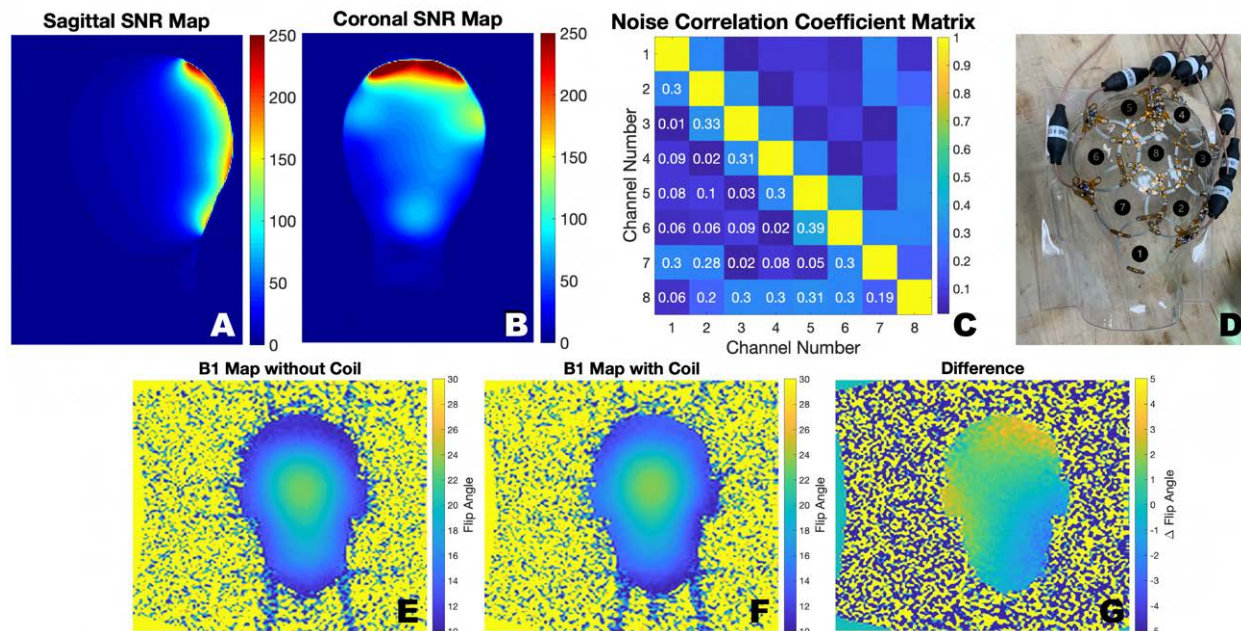 Sagittal SNR Map
250
200
150
100
50
0
A
Coronal SNR Map
250
200
150
100
50
0
B
Noise Correlation Coefficient Matrix
Channel Number
1
2 0.3
3 0.01 0.33
4 0.09 0.02 0.31
5 0.08 0.1 0.03 0.3
6 0.06 0.06 0.09 0.02 0.39
7 0.3 0.28 0.02 0.08 0.05 0.3
8 0.06 0.2 0.3 0.3 0.31 0.3 0.19
1 2 3 4 5 6 7 8
Channel Number
1
0.9
0.8
0.7
0.6
0.5
0.4
0.3
0.2
0.1
C
5 4
8 3
6
7 2
1
D
B1 Map without Coil
30
28
26
24
22
20
18
16
14
12
10
Flip Angle
E
B1 Map with Coil
30
28
26
24
22
20
18
16
14
12
10
Flip Angle
F
Difference
5
4
3
2
1
0
-1
-2
-3
-4
-5
△ Flip Angle
G